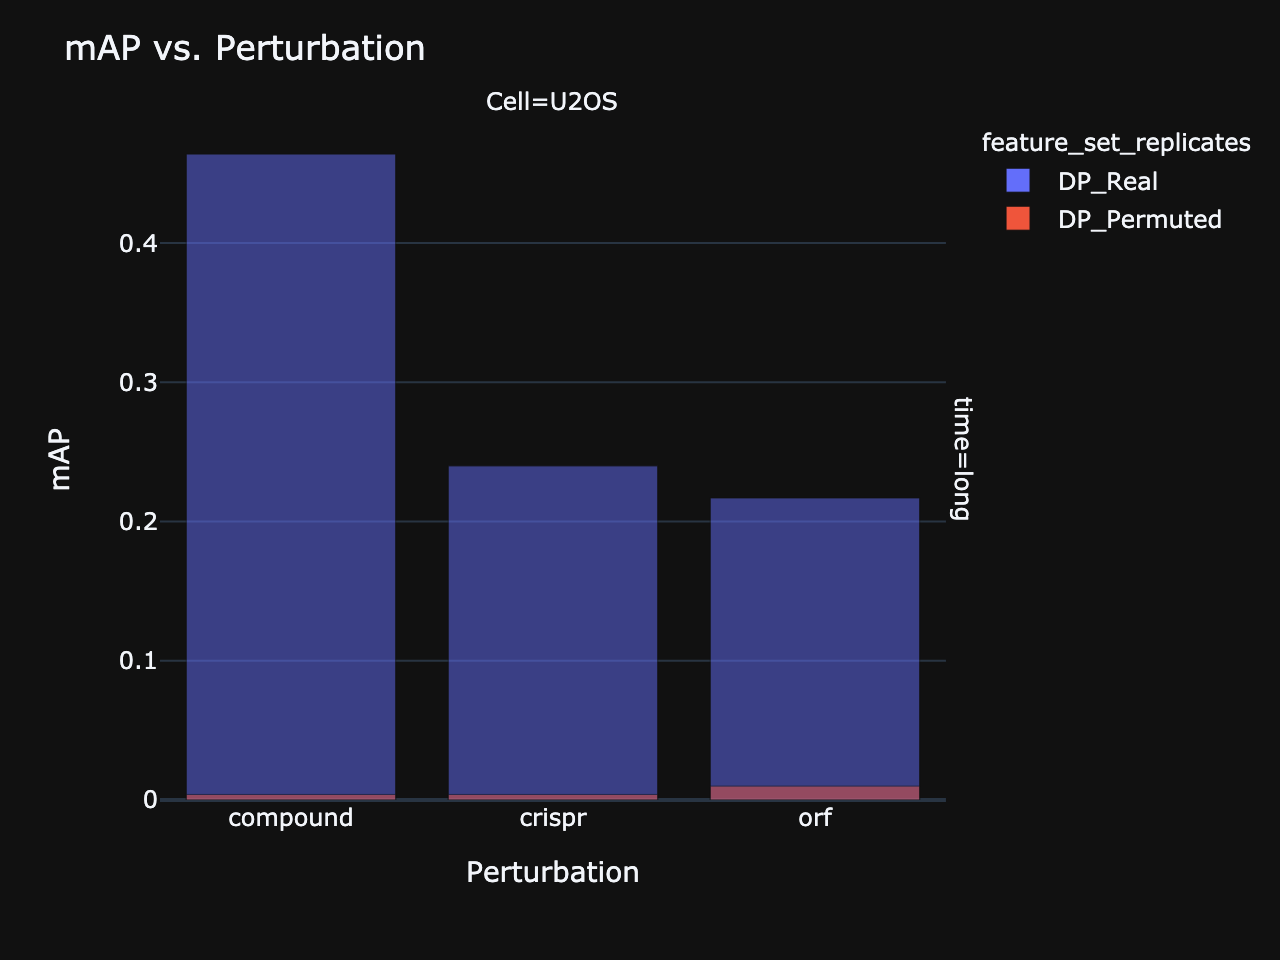 mAP vs. Perturbation
Cell=U2OS
feature_set_replicates
DP_Real
DP_Permuted
0.4
0.3
0.2
0.1
0
mAP
time=long
compound
crispr
orf
Perturbation